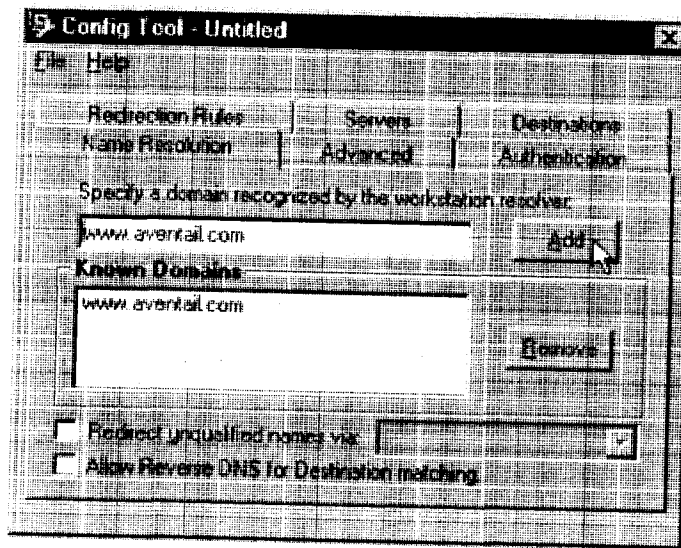 Config Tool - Untitled
File Help
Redirection Rules Servers Destinations
Name Resolution Advanced Authentication
Specify a domain recognized by the workstation resolver.
www.aventail.com
Add
Known Domains
www.aventail.com
Remove
Redirect unqualified names via:
Allow Reverse DNS for Destination matching.